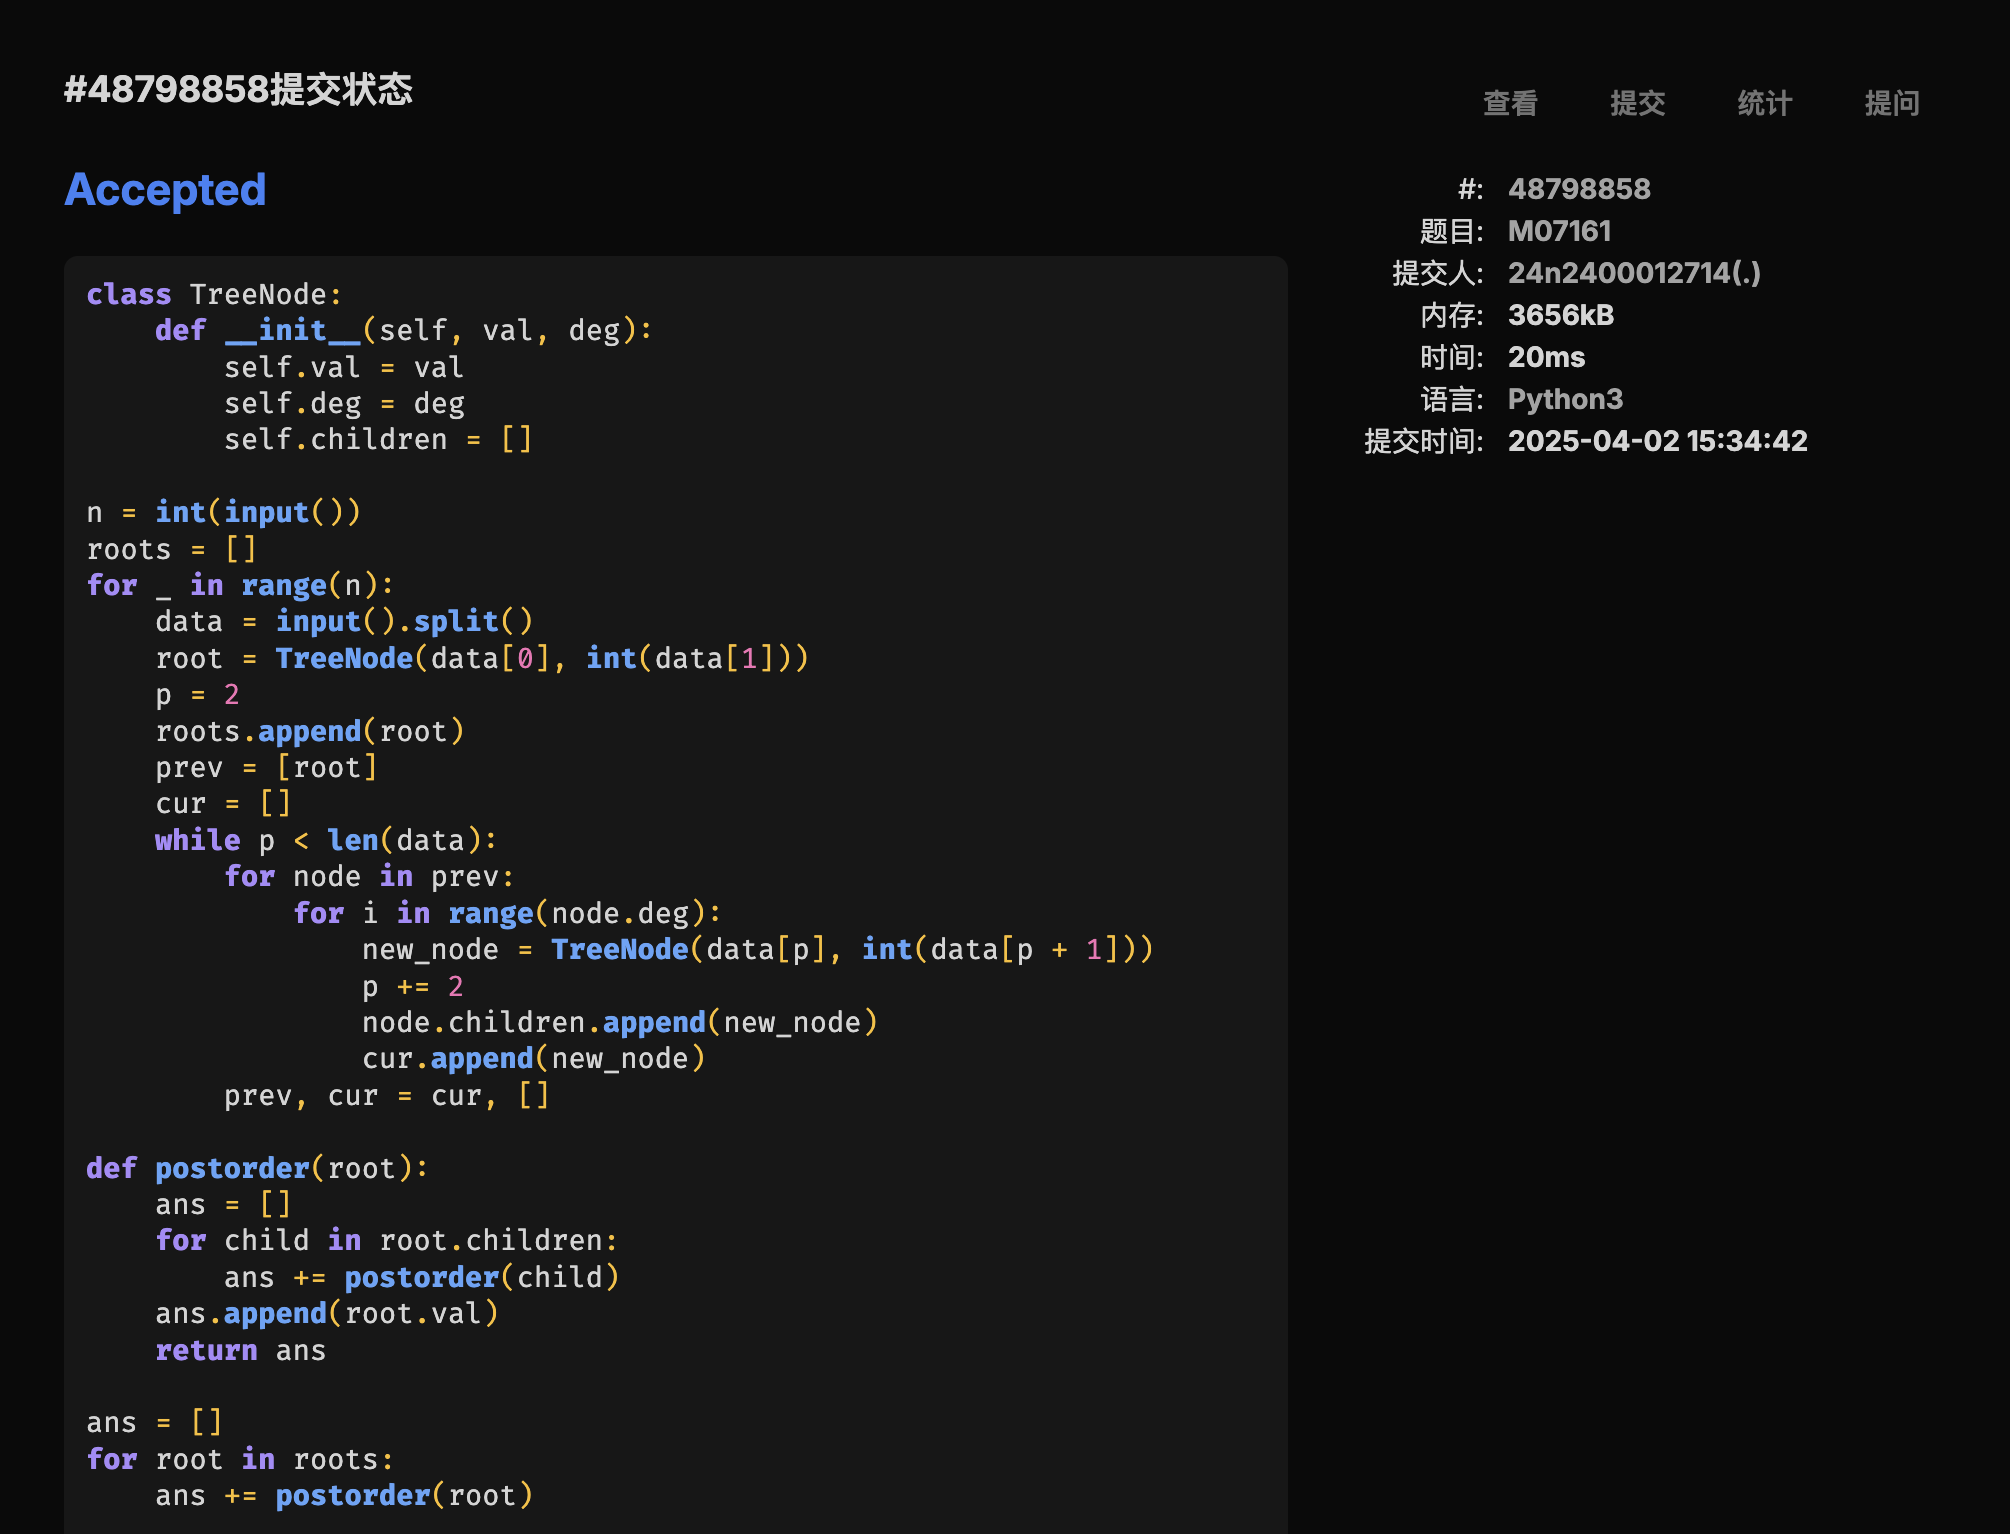 #48798858提交状态
查看 提交 统计 提问
Accepted
#: 48798858
题目: M07161
提交人: 24n2400012714(.)
内存: 3656kB
时间: 20ms
语言: Python3
提交时间: 2025-04-02 15:34:42
class TreeNode:
    def __init__(self, val, deg):
        self.val = val
        self.deg = deg
        self.children = []

n = int(input())
roots = []
for _ in range(n):
    data = input().split()
    root = TreeNode(data[0], int(data[1]))
    p = 2
    roots.append(root)
    prev = [root]
    cur = []
    while p < len(data):
        for node in prev:
            for i in range(node.deg):
                new_node = TreeNode(data[p], int(data[p + 1]))
                p += 2
                node.children.append(new_node)
                cur.append(new_node)
        prev, cur = cur, []

def postorder(root):
    ans = []
    for child in root.children:
        ans += postorder(child)
    ans.append(root.val)
    return ans

ans = []
for root in roots:
    ans += postorder(root)